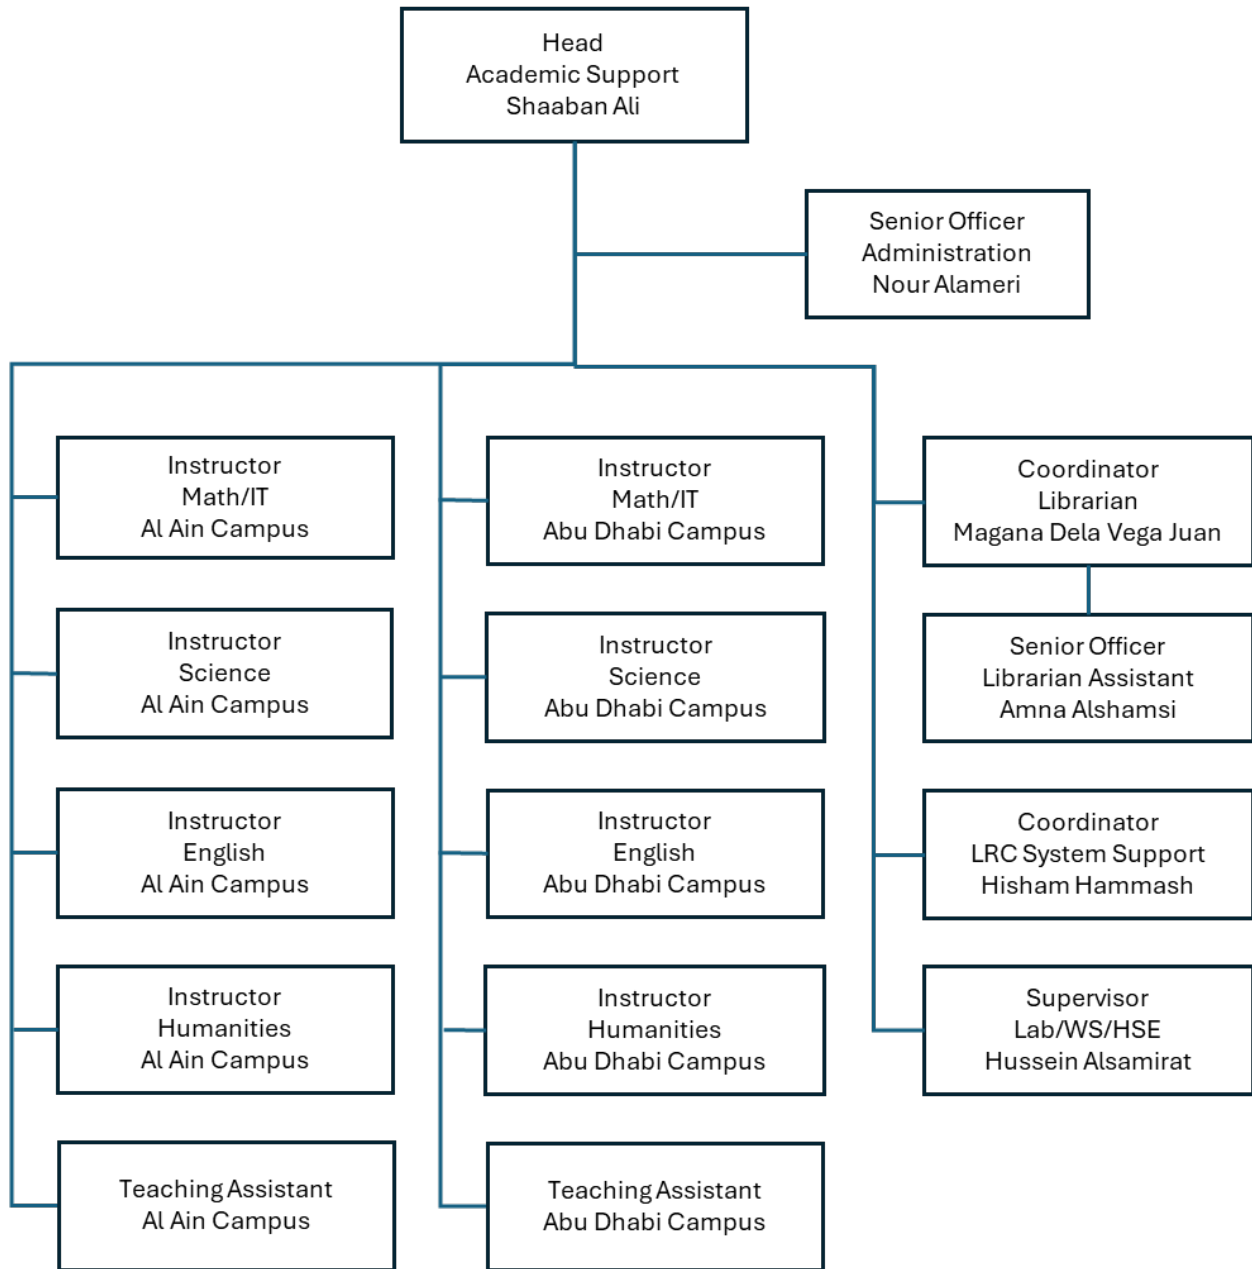 Head
Academic Support
Shaaban Ali
Senior Officer
Administration
Nour Alameri
Instructor
Math/IT
Al Ain Campus
Instructor
Science
Al Ain Campus
Instructor
English
Al Ain Campus
Instructor
Humanities
Al Ain Campus
Teaching Assistant
Al Ain Campus
Instructor
Math/IT
Abu Dhabi Campus
Instructor
Science
Abu Dhabi Campus
Instructor
English
Abu Dhabi Campus
Instructor
Humanities
Abu Dhabi Campus
Teaching Assistant
Abu Dhabi Campus
Coordinator
Librarian
Magana Dela Vega Juan
Senior Officer
Librarian Assistant
Amna Alshamsi
Coordinator
LRC System Support
Hisham Hammash
Supervisor
Lab/WS/HSE
Hussein Alsamirat